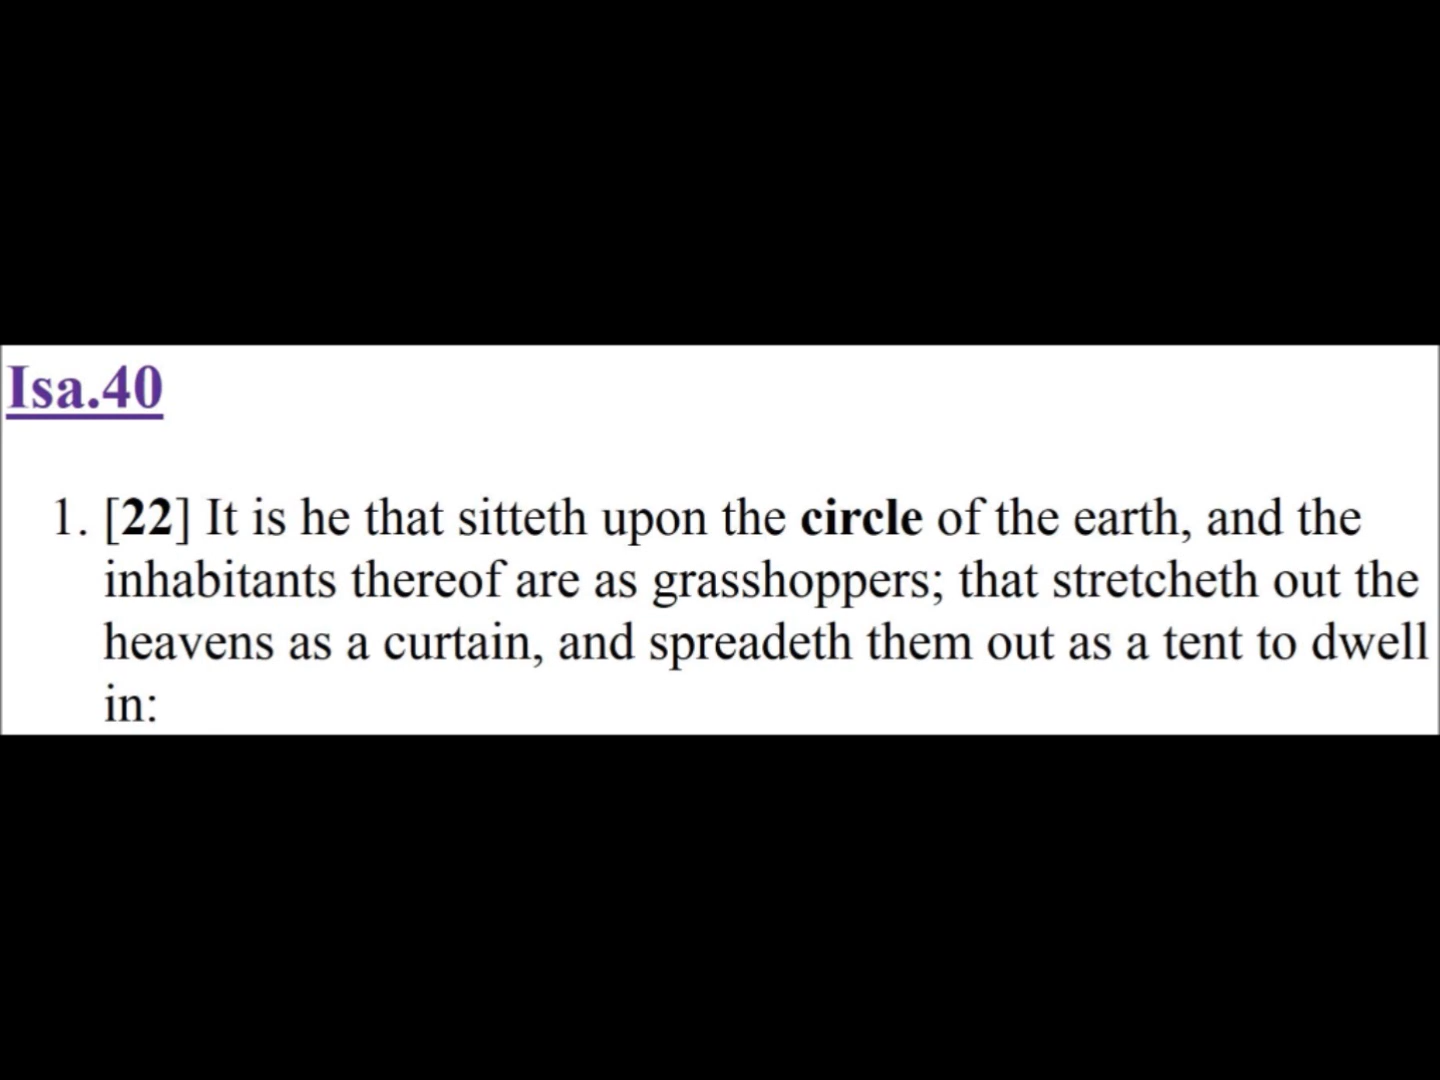 Isa.40
1. [22] It is he that sitteth upon the circle of the earth, and the
inhabitants thereof are as grasshoppers; that stretcheth out the
heavens as a curtain, and spreadeth them out as a tent to dwell
in: